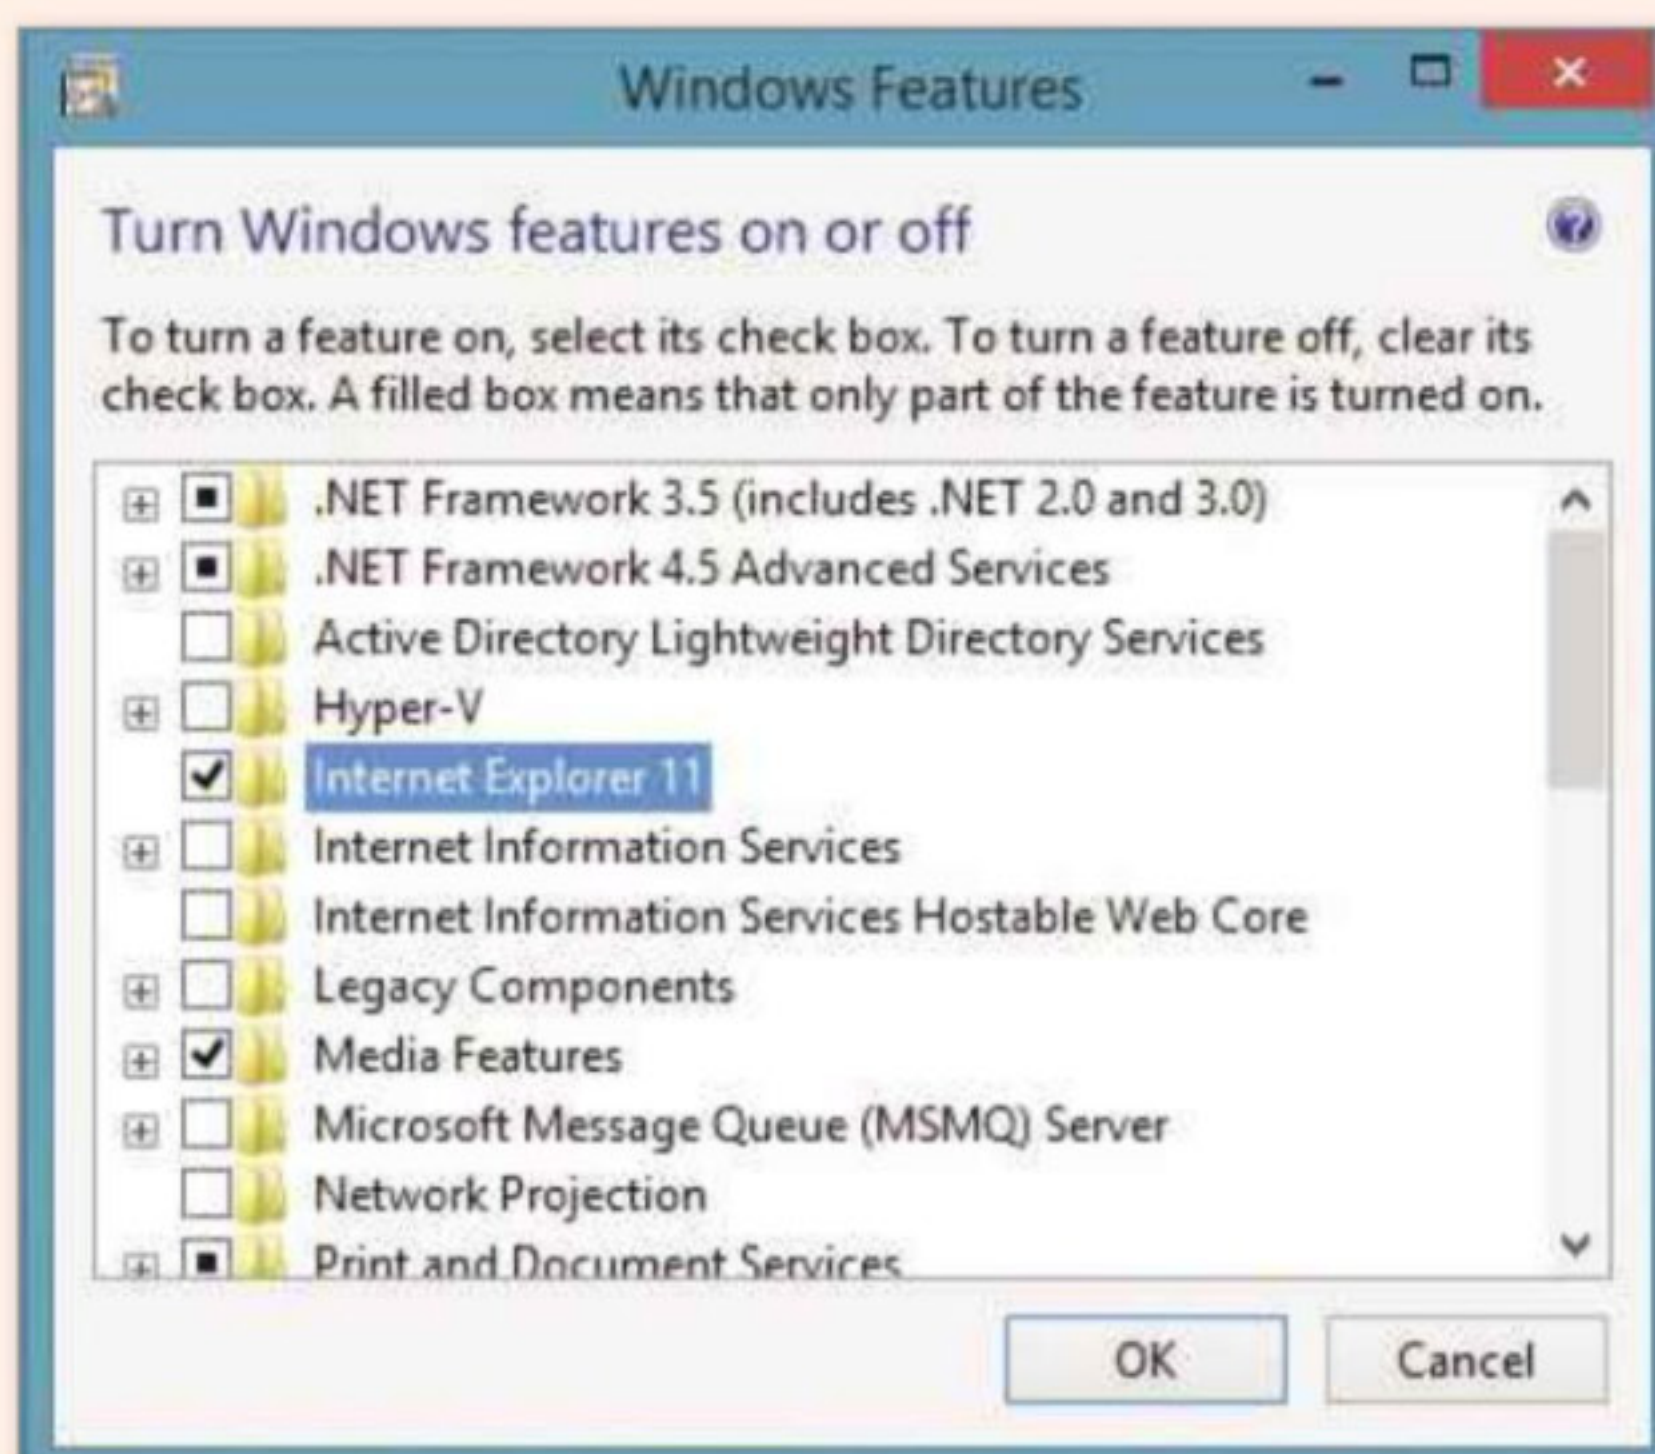 Windows Features
Turn Windows features on or off
To turn a feature on, select its check box. To turn a feature off, clear its
check box. A filled box means that only part of the feature is turned on.
.NET Framework 3.5 (includes .NET 2.0 and 3.0)
.NET Framework 4.5 Advanced Services
Active Directory Lightweight Directory Services
Hyper-V
Internet Explorer 11
Internet Information Services
Internet Information Services Hostable Web Core
Legacy Components
Media Features
Microsoft Message Queue (MSMQ) Server
Network Projection
Print and Document Services
OK Cancel